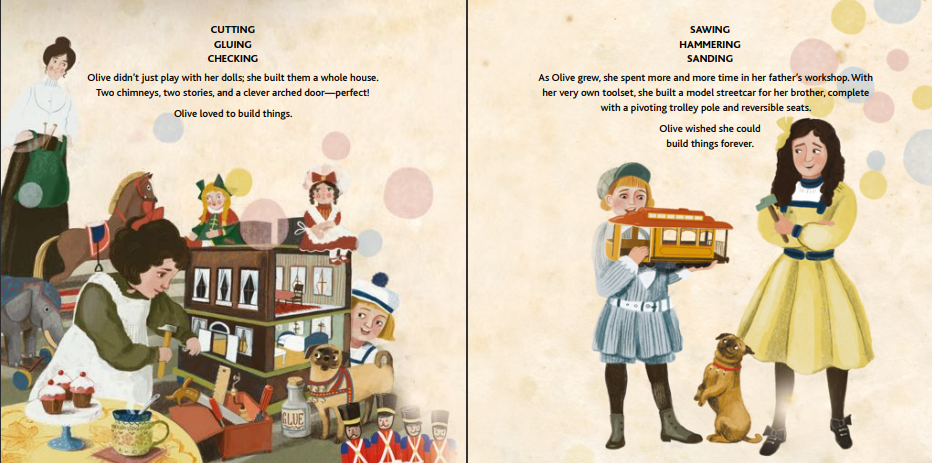 CUTTING
GLUING
CHECKING
Olive didn't just play with her dolls; she built them a whole house.
Two chimneys, two stories, and a clever arched door—perfect!
Olive loved to build things.
GLUE
SAWING
HAMMERING
SANDING
As Olive grew, she spent more and more time in her father's workshop. With
her very own toolset, she built a model streetcar for her brother, complete
with a pivoting trolley pole and reversible seats.
Olive wished she could
build things forever.